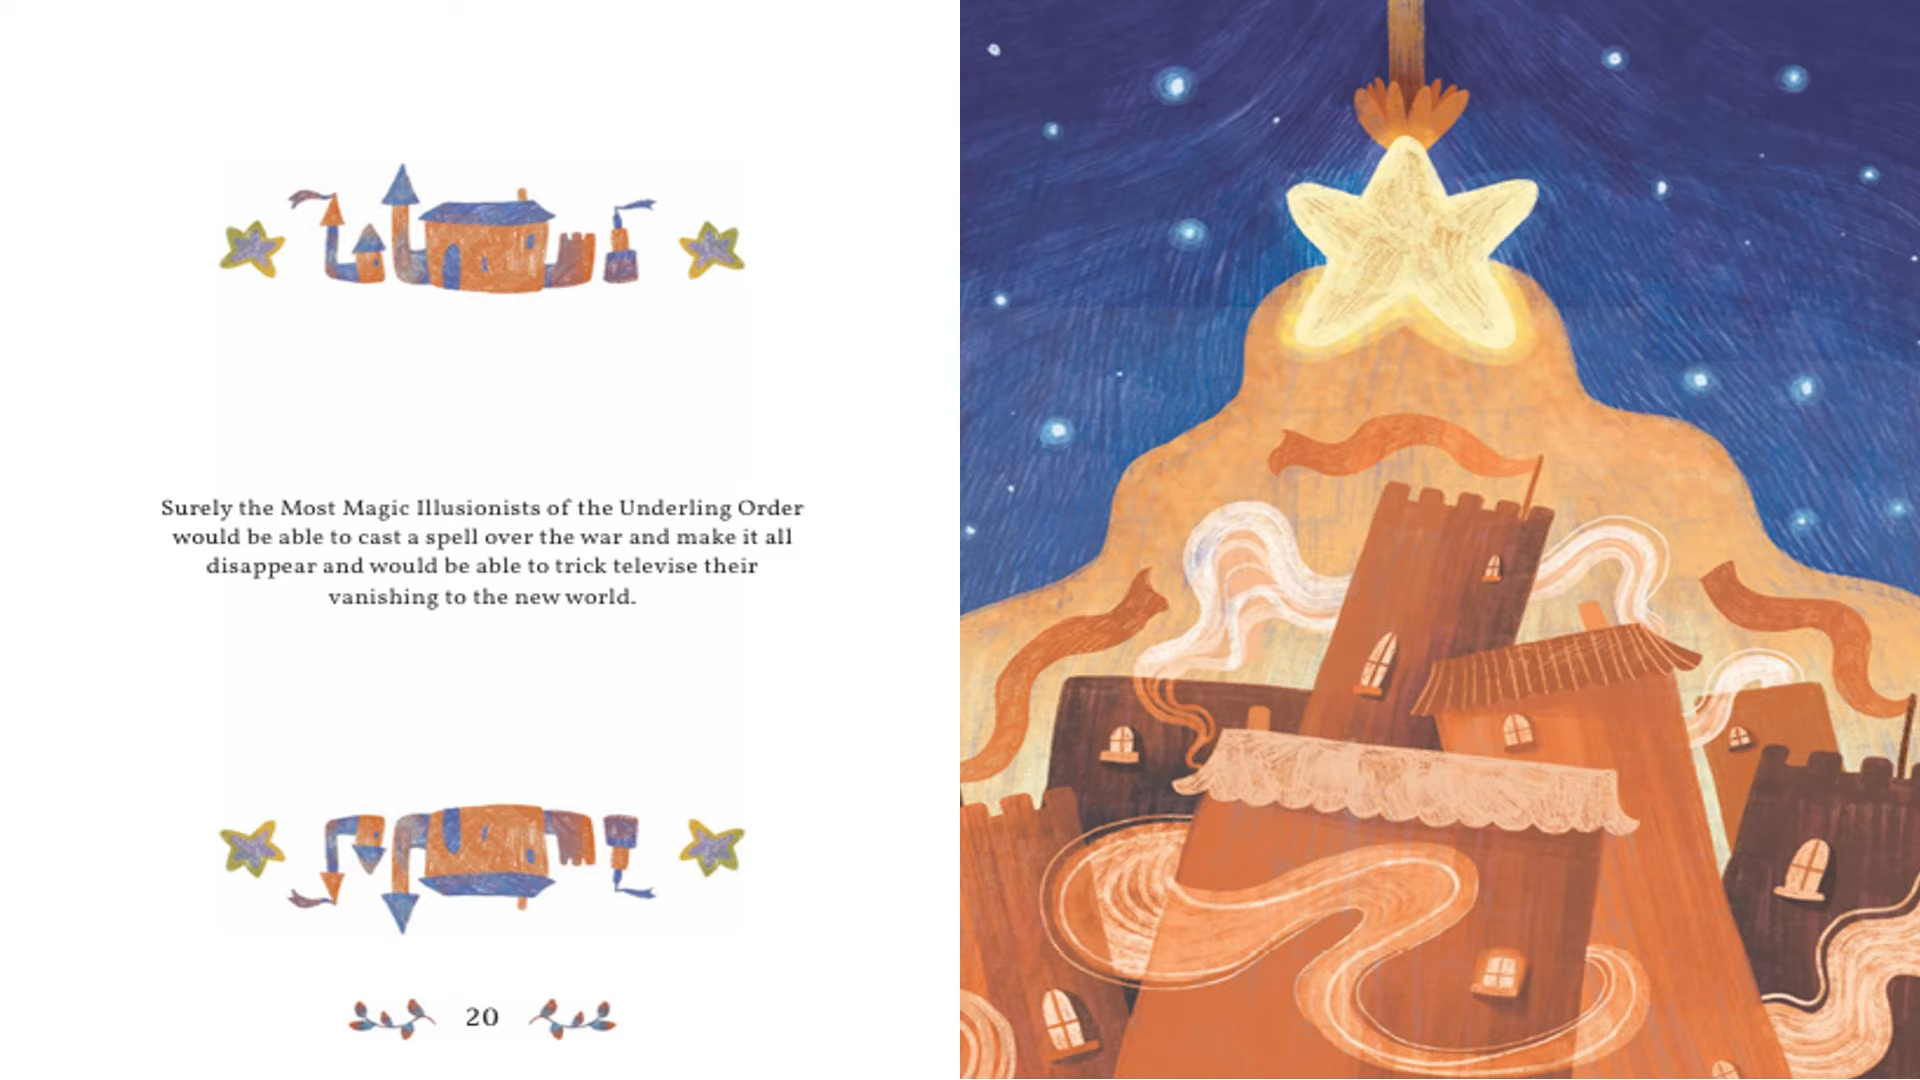 Surely the Most Magic Illusionists of the Underling Order
would be able to cast a spell over the war and make it all
disappear and would be able to trick televise their
vanishing to the new world.
20